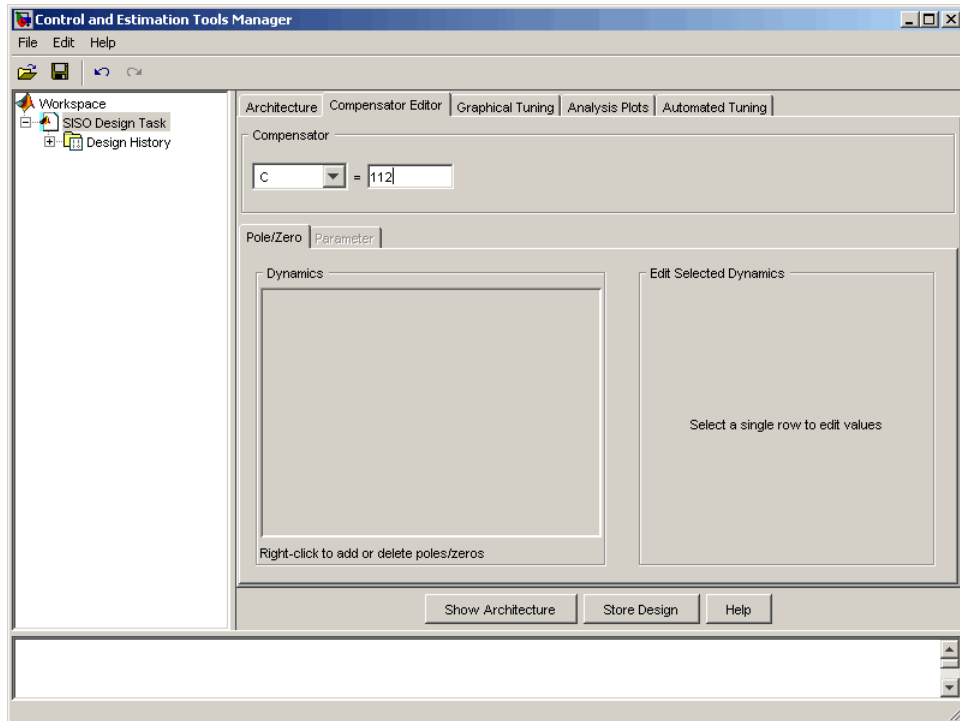 Control and Estimation Tools Manager
File Edit Help
Workspace
SISO Design Task
Design History
Architecture Compensator Editor Graphical Tuning Analysis Plots Automated Tuning
Compensator
C = 112
Pole/Zero Parameter
Dynamics
Edit Selected Dynamics
Select a single row to edit values
Right-click to add or delete poles/zeros
Show Architecture Store Design Help